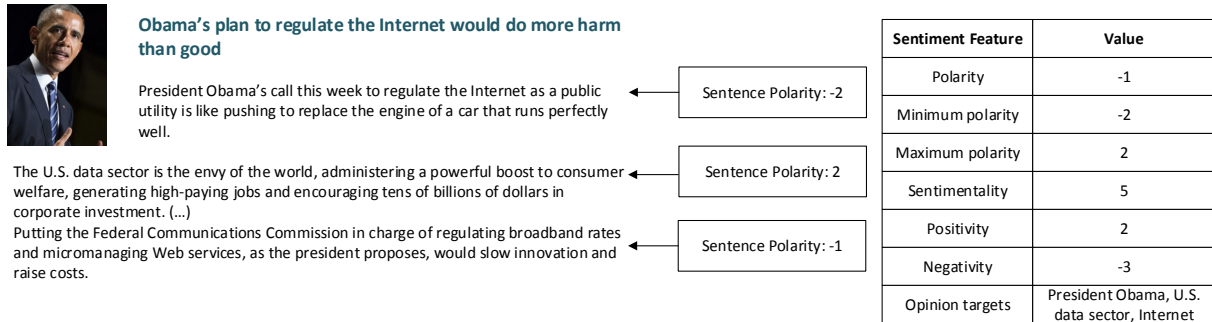 Obama’s plan to regulate the Internet would do more harm
than good
President Obama’s call this week to regulate the Internet as a public
utility is like pushing to replace the engine of a car that runs perfectly
well.
The U.S. data sector is the envy of the world, administering a powerful boost to consumer
welfare, generating high-paying jobs and encouraging tens of billions of dollars in
corporate investment. (…)
Putting the Federal Communications Commission in charge of regulating broadband rates
and micromanaging Web services, as the president proposes, would slow innovation and
raise costs.
Sentence Polarity: -2
Sentence Polarity: 2
Sentence Polarity: -1
Sentiment Feature Value
Polarity -1
Minimum polarity -2
Maximum polarity 2
Sentimentality 5
Positivity 2
Negativity -3
Opinion targets President Obama, U.S.
data sector, Internet